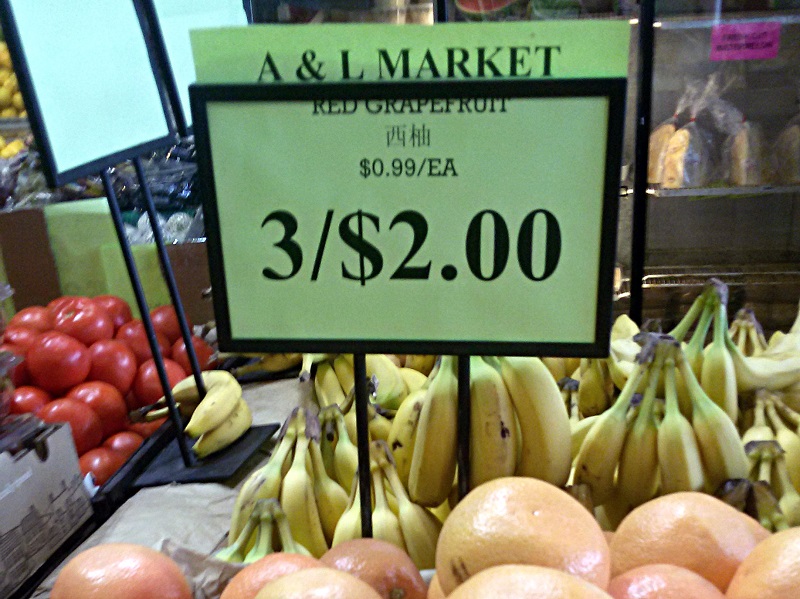 A & L MARKET
RED GRAPEFRUIT
西柚
$0.99/EA
3/$2.00